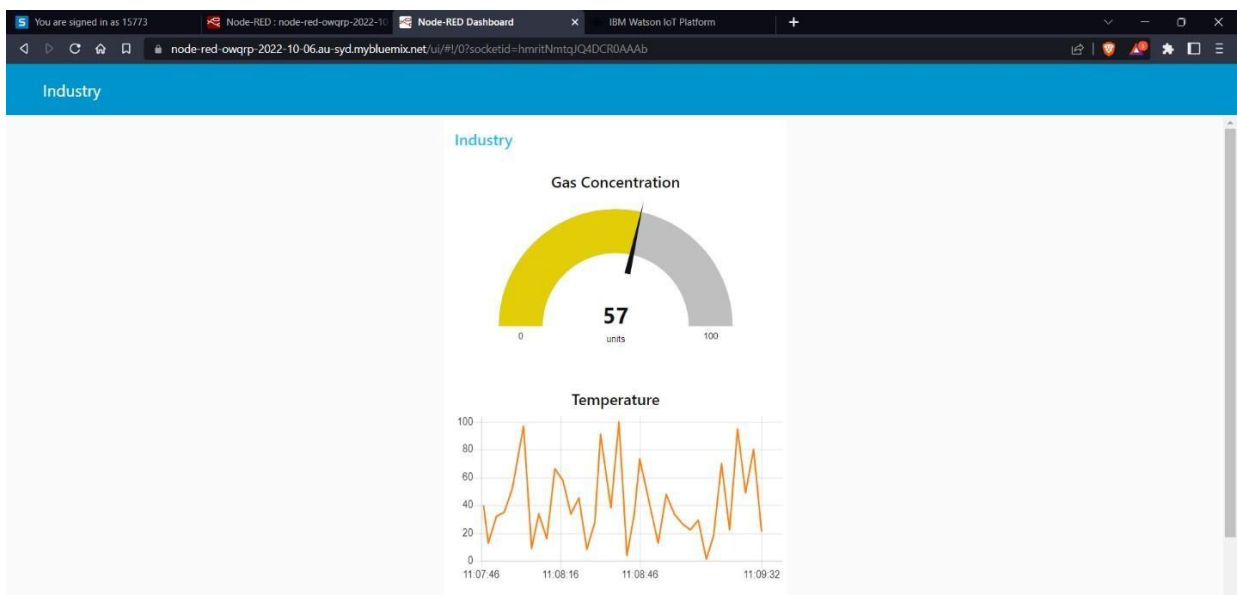 You are signed in as 15773
Node-RED : node-red-owqrp-2022-10
Node-RED Dashboard
IBM Watson IoT Platform
node-red-owqrp-2022-10-06.au-syd.mybluemix.net/ui/#!/0?socketid=hmritNmtqJQ4DCR0AAAb
Industry
Industry
Gas Concentration
57
0 units 100
Temperature
100
80
60
40
20
0
11:07:46 11:08:16 11:08:46 11:09:32